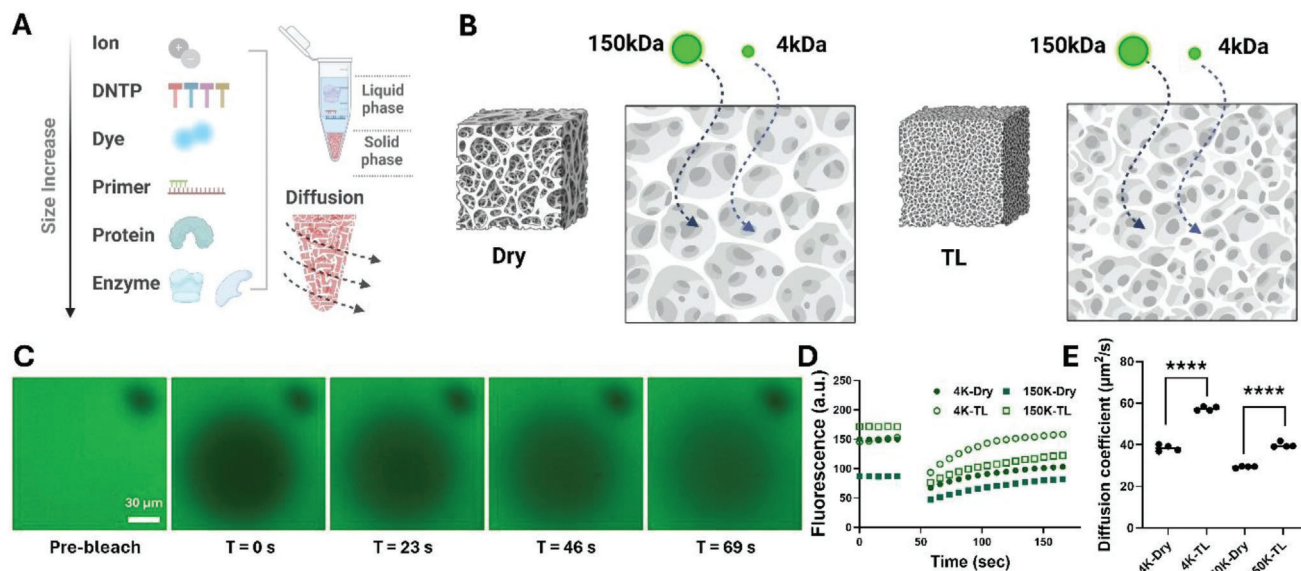 A
Size Increase
Ion
DNTP
Dye
Primer
Protein
Enzyme
Liquid
phase
Solid
phase
Diffusion
B
150kDa
4kDa
Dry
150kDa
4kDa
TL
C
30 µm
Pre-bleach
T = 0 s
T = 23 s
T = 46 s
T = 69 s
D
Fluorescence (a.u.)
250
200
150
100
50
0
4K-Dry
150K-Dry
4K-TL
150K-TL
0
50
100
150
Time (sec)
E
Diffusion coefficient (µm²/s)
80
60
40
20
0
****
****
4K-Dry
4K-TL